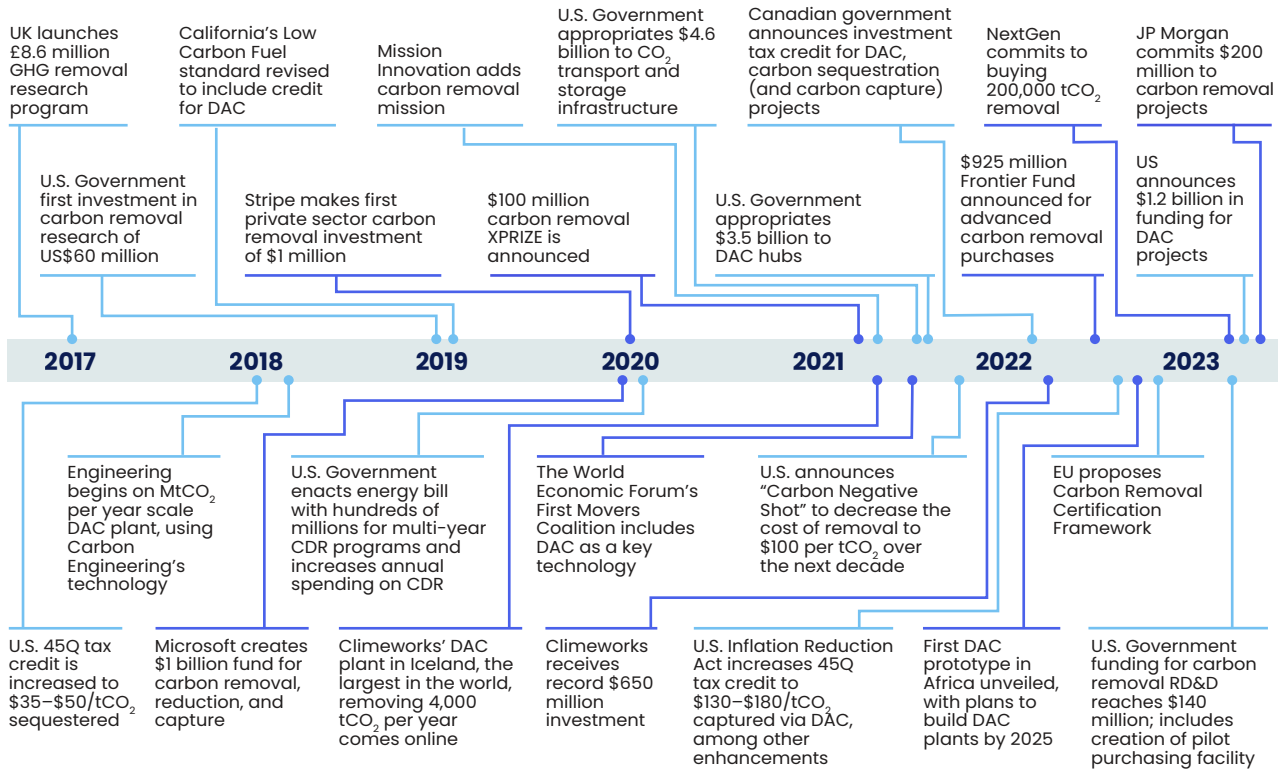 UK launches
£8.6 million
GHG removal
research
program
California's Low
Carbon Fuel
standard revised
to include credit
for DAC
Mission
Innovation adds
carbon removal
mission
U.S. Government
appropriates $4.6
billion to CO₂
transport and
storage
infrastructure
Canadian government
announces investment
tax credit for DAC,
carbon sequestration
(and carbon capture)
projects
NextGen
commits to
buying
200,000 tCO₂
removal
JP Morgan
commits $200
million to
carbon removal
projects
U.S. Government
first investment in
carbon removal
research of
US$60 million
Stripe makes first
private sector carbon
removal investment
of $1 million
$100 million
carbon removal
XPRIZE is
announced
U.S. Government
appropriates
$3.5 billion to
DAC hubs
$925 million
Frontier Fund
announced for
advanced
carbon removal
purchases
US
announces
$1.2 billion in
funding for
DAC
projects
2017 2018 2019 2020 2021 2022 2023
Engineering
begins on MtCO₂
per year scale
DAC plant, using
Carbon
Engineering's
technology
U.S. Government
enacts energy bill
with hundreds of
millions for multi-year
CDR programs and
increases annual
spending on CDR
The World
Economic Forum's
First Movers
Coalition includes
DAC as a key
technology
U.S. announces
“Carbon Negative
Shot” to decrease the
cost of removal to
$100 per tCO₂ over
the next decade
EU proposes
Carbon Removal
Certification
Framework
U.S. 45Q tax
credit is
increased to
$35–$50/tCO₂
sequestered
Microsoft creates
$1 billion fund for
carbon removal,
reduction, and
capture
Climeworks' DAC
plant in Iceland, the
largest in the world,
removing 4,000
tCO₂ per year
comes online
Climeworks
receives
record $650
million
investment
U.S. Inflation Reduction
Act increases 45Q
tax credit to
$130–$180/tCO₂
captured via DAC,
among other
enhancements
First DAC
prototype in
Africa unveiled,
with plans to
build DAC
plants by 2025
U.S. Government
funding for carbon
removal RD&D
reaches $140
million; includes
creation of pilot
purchasing facility